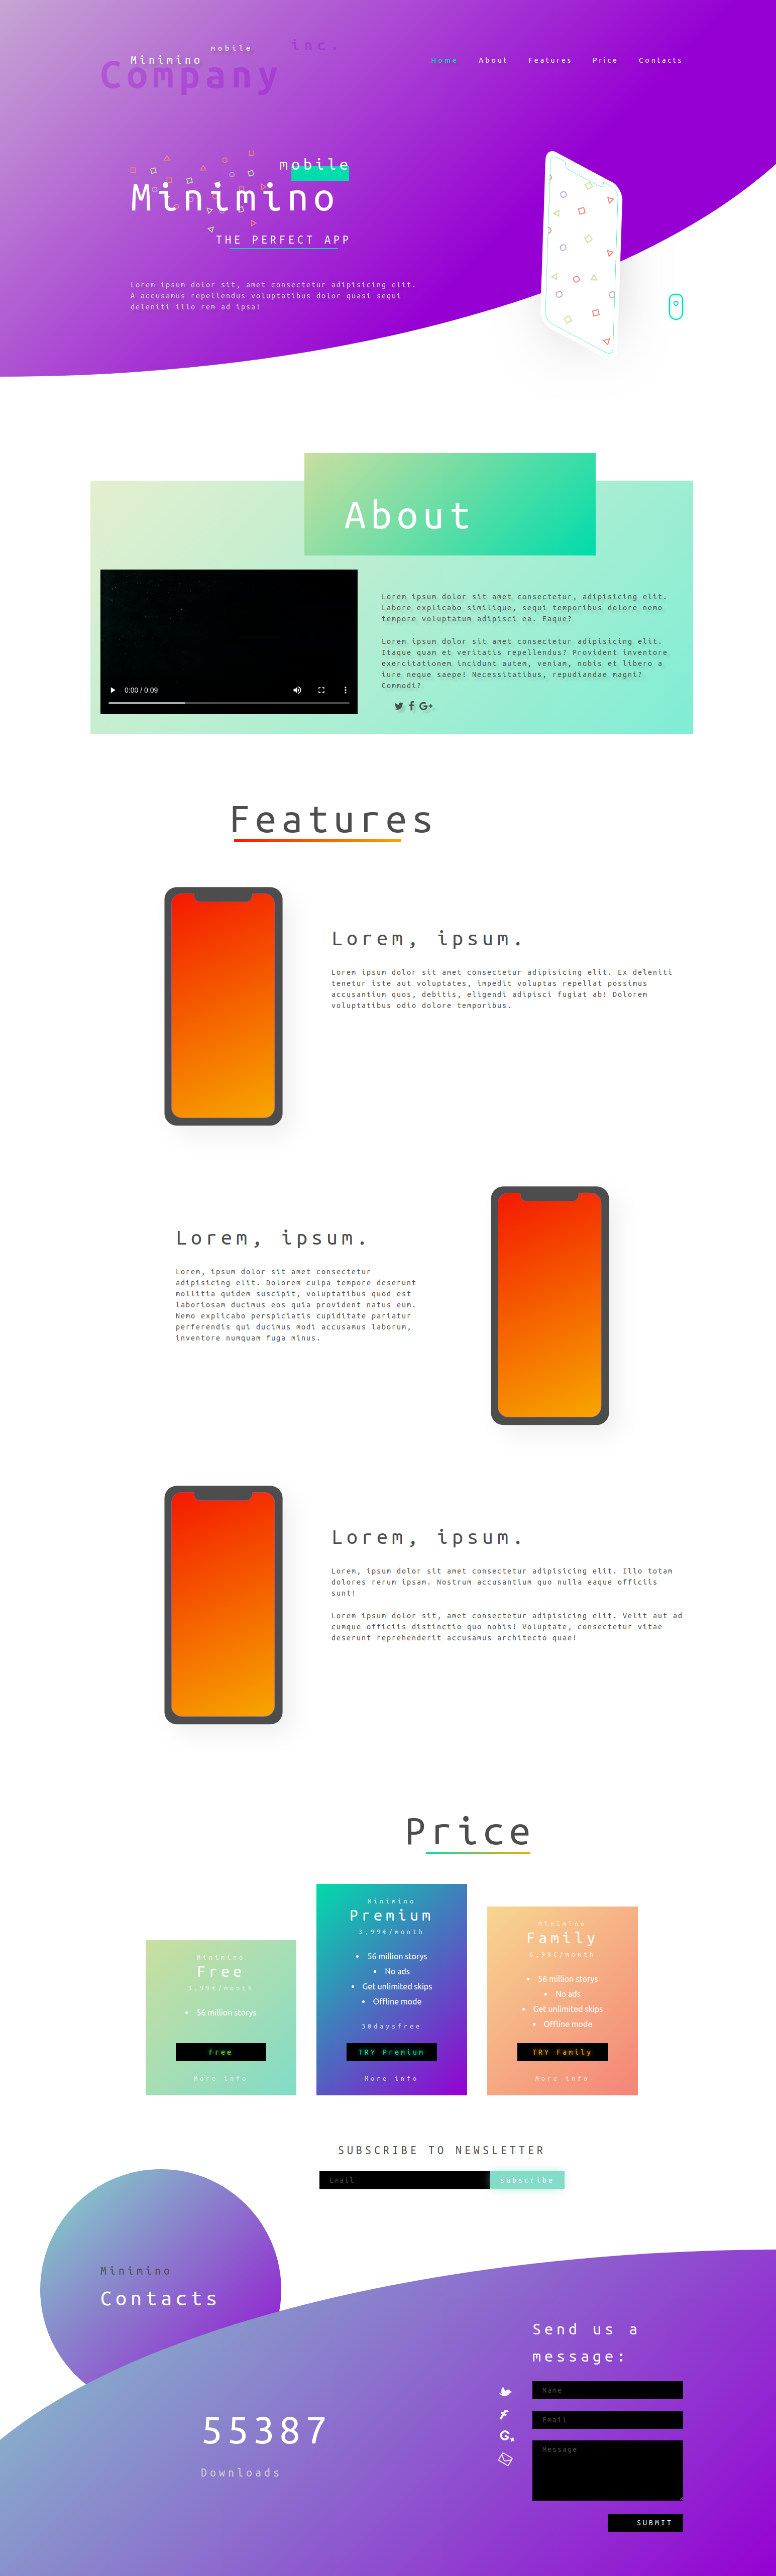 mobile
inc.
Minimino
Company
Home
About
Features
Price
Contacts
mobile
Minimino
THE PERFECT APP
Lorem ipsum dolor sit, amet consectetur adipisicing elit.
A accusamus repellendus voluptatibus dolor quasi sequi
deleniti illo rem ad ipsa!
About
0:00 / 0:09
Lorem ipsum dolor sit amet consectetur, adipisicing elit.
Labore explicabo similique, sequi temporibus dolore nemo
tempore voluptatum adipisci ea. Eaque?
Lorem ipsum dolor sit amet consectetur adipisicing elit.
Itaque quam et veritatis repellendus? Provident inventore
exercitationem incidunt autem, veniam, nobis et libero a
iure neque saepe! Necessitatibus, repudiandae magni?
Commodi?
Features
Lorem, ipsum.
Lorem ipsum dolor sit amet consectetur adipisicing elit. Ex deleniti
tenetur iste aut voluptates, impedit voluptas repellat possimus
accusantium quos, debitis, eligendi adipisci fugiat ab! Dolorem
voluptatibus odio dolore temporibus.
Lorem, ipsum.
Lorem, ipsum dolor sit amet consectetur
adipisicing elit. Dolorem culpa tempore deserunt
mollitia quidem suscipit, voluptatibus quod est
laboriosam ducimus eos quia provident natus eum.
Nemo explicabo perspiciatis cupiditate pariatur
perferendis qui ducimus modi accusamus laborum,
inventore numquam fuga minus.
Lorem, ipsum.
Lorem, ipsum dolor sit amet consectetur adipisicing elit. Illo totam
dolores rerum ipsam. Nostrum accusantium quo nulla eaque officiis
sunt!
Lorem ipsum dolor sit, amet consectetur adipisicing elit. Velit aut ad
cumque officiis distinctio quo nobis! Voluptate, consectetur vitae
deserunt reprehenderit accusamus architecto quae!
Price
Minimino
Free
2,99€/month
• 56 million storys
Free
More info
Minimino
Premium
3,99€/month
• 56 million storys
• No ads
• Get unlimited skips
• Offline mode
30daysfree
TRY Premium
More info
Minimino
Family
6,99€/month
• 56 million storys
• No ads
• Get unlimited skips
• Offline mode
TRY Family
More info
SUBSCRIBE TO NEWSLETTER
Email
subscribe
Minimino
Contacts
55387
Downloads
Send us a
message:
Name
Email
Message
SUBMIT